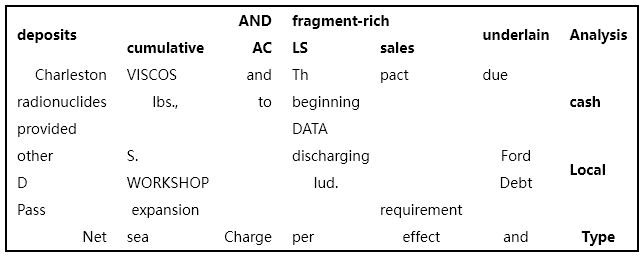 deposits cumulative AND AC fragment-rich LS sales underlain Analysis
Charleston VISCOS and Th pact due
radionuclides lbs., to beginning cash
provided DATA
other S. discharging Ford
D WORKSHOP lud. Debt Local
Pass expansion requirement
Net sea Charge per effect and Type